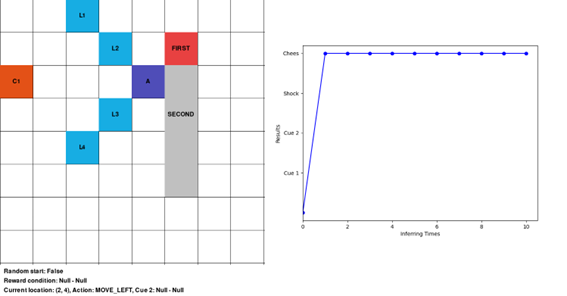 L1
L2
FIRST
C1
A
L3
SECOND
L4
Random start: False
Reward condition: Null - Null
Current location: (2, 4), Action: MOVE_LEFT, Cue 2: Null - Null
Chees
Shock
Cue 2
Cue 1
Results
0 2 4 6 8 10
Inferring Times